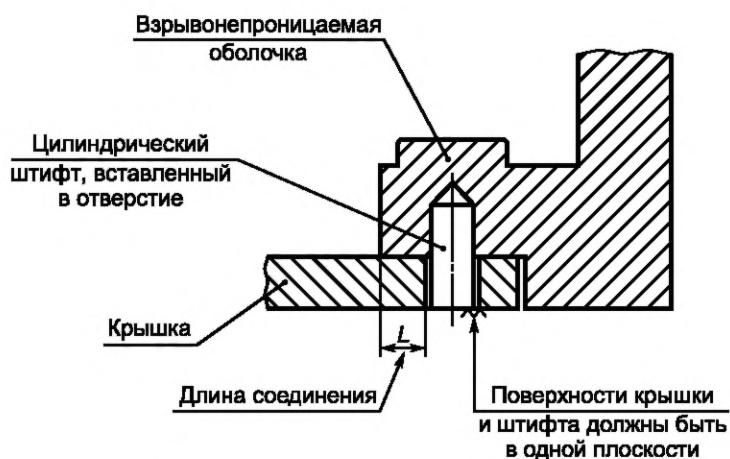 Взрывонепроницаемая
оболочка
Цилиндрический
штифт, вставленный
в отверстие
Крышка
L
Длина соединения
Поверхности крышки
и штифта должны быть
в одной плоскости